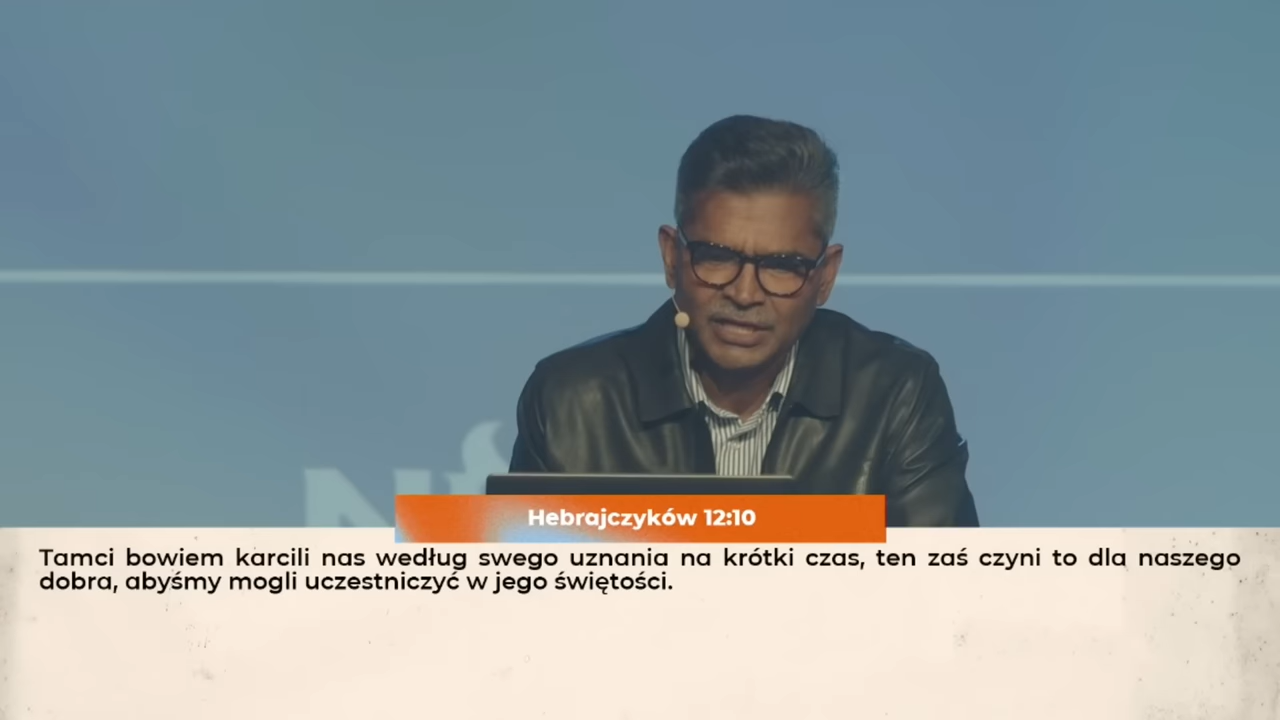 Hebrajczyków 12:10
Tamci bowiem karcili nas według swego uznania na krótki czas, ten zaś czyni to dla naszego
dobra, abyśmy mogli uczestniczyć w jego świętości.